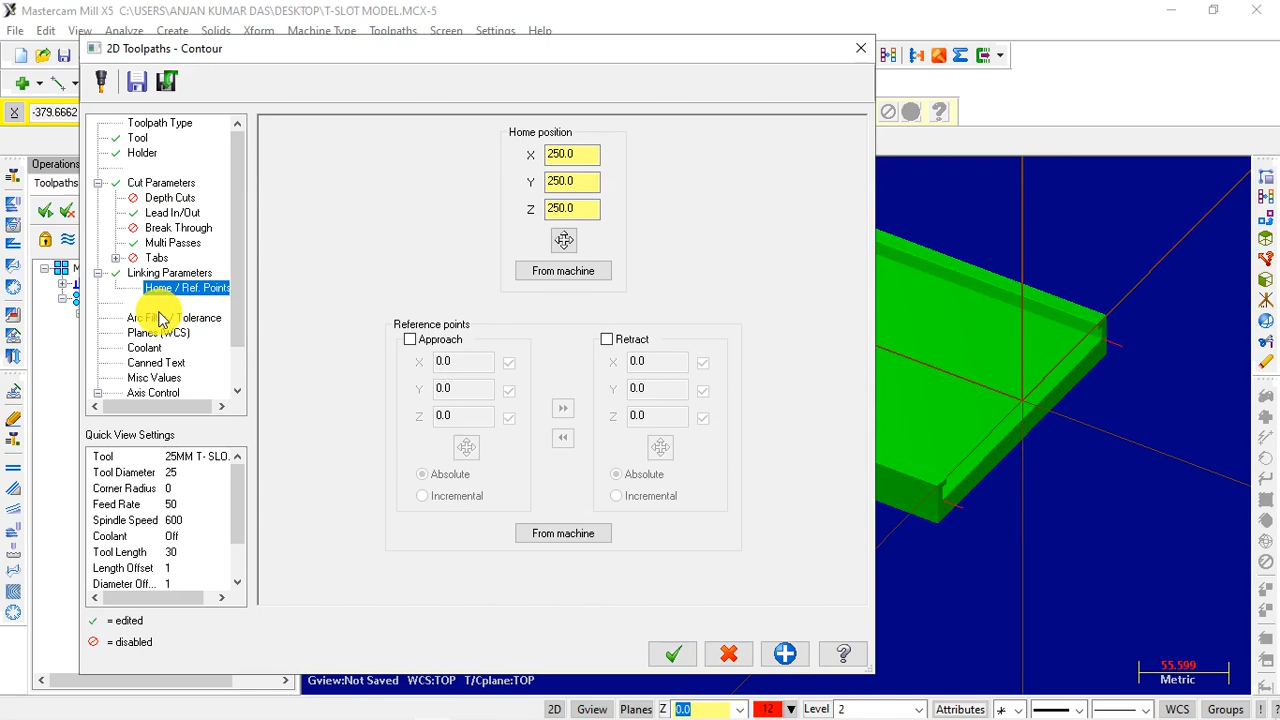 Mastercam Mill X5 C:\USERS\ANJAN KUMAR DAS\DESKTOP\T-SLOT MODEL.MCX-5
File Edit View Analyze Create Solids Xform Machine Type Toolpaths Screen Settings Help
2D Toolpaths - Contour
-379.6662
Operations
Toolpaths
Toolpath Type
Tool
Holder
Cut Parameters
Depth Cuts
Lead In/Out
Break Through
Multi Passes
Tabs
Linking Parameters
Home / Ref. Points
Arc Filter / Tolerance
Planes (WCS)
Coolant
Canned Text
Misc Values
Axis Control
Home position
X 250.0
Y 250.0
Z 250.0
From machine
Reference points
Approach Retract
X 0.0 X 0.0
Y 0.0 Y 0.0
Z 0.0 Z 0.0
Absolute Absolute
Incremental Incremental
From machine
Quick View Settings
Tool 25MM T- SLO.
Tool Diameter 25
Corner Radius 0
Feed Rate 50
Spindle Speed 600
Coolant Off
Tool Length 30
Length Offset 1
Diameter Off... 1
= edited
= disabled
55.599
Metric
Gview:Not Saved WCS:TOP T/Cplane:TOP
2D Gview Planes Z 0.0 12 Level 2 Attributes WCS Groups ! ?